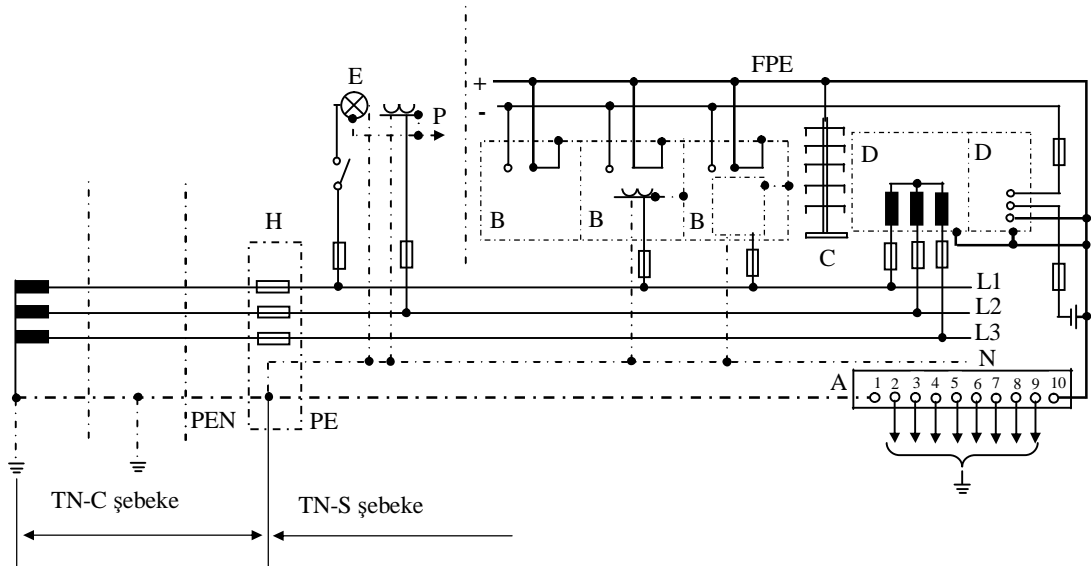 FPE
E
+
-
P
D D
H
B B B
C
L1
L2
L3
N
A 1 2 3 4 5 6 7 8 9 10
PEN PE
TN-C şebeke
TN-S şebeke